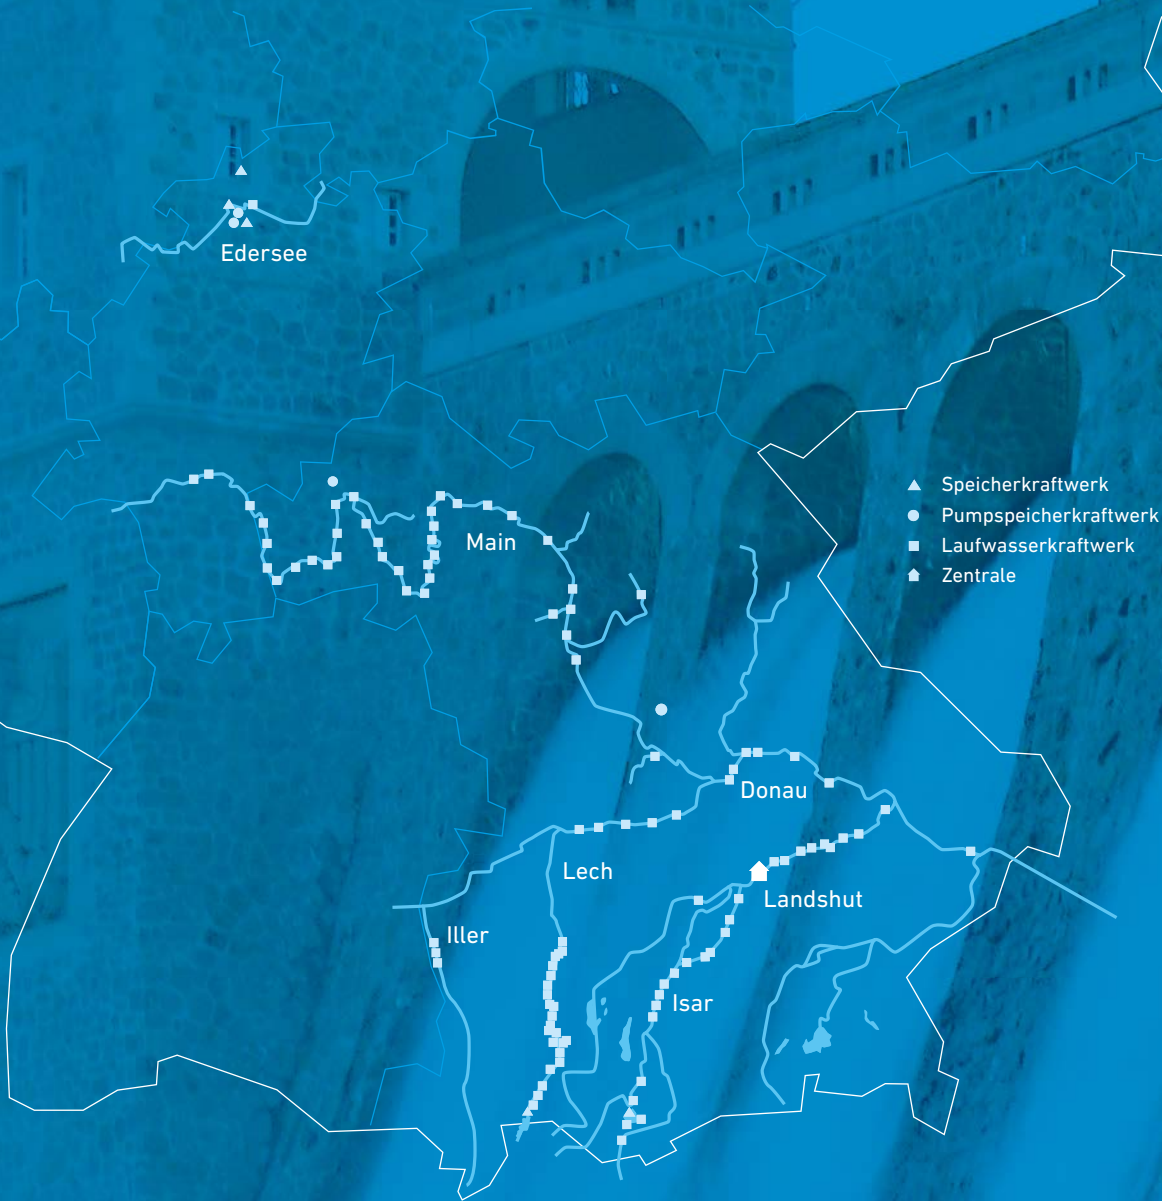 Edersee
Speicherkraftwerk
Pumpspeicherkraftwerk
Laufwasserkraftwerk
Zentrale
Main
Donau
Lech
Landshut
Iller
Isar